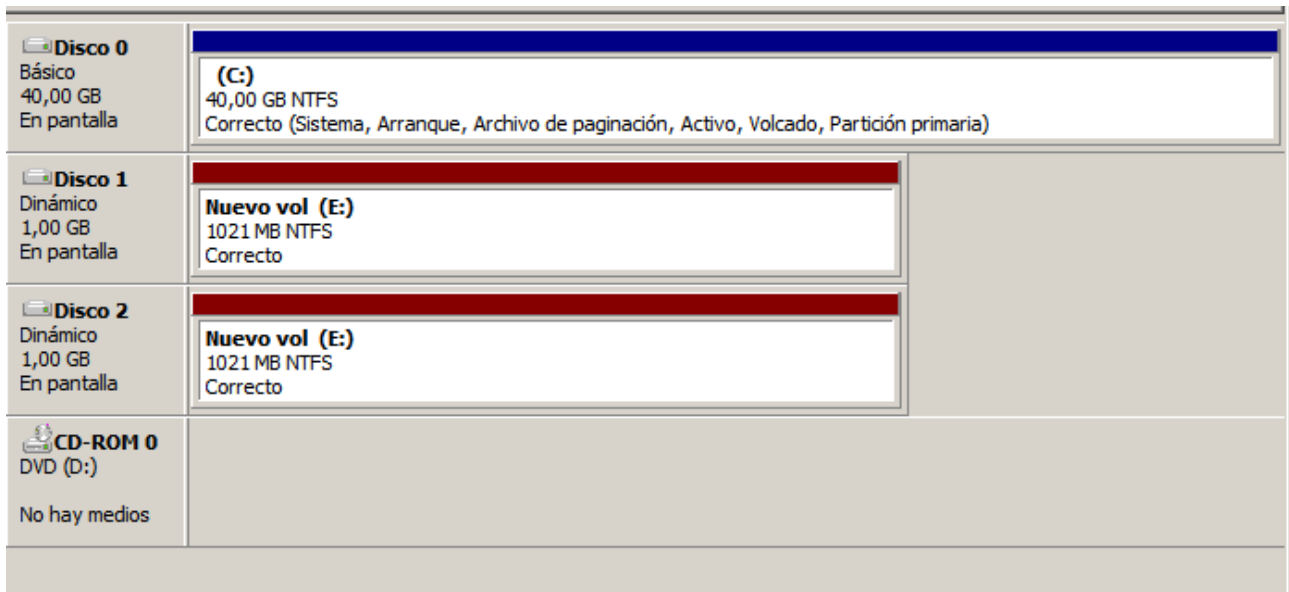 Disco 0
Básico
40,00 GB
En pantalla
(C:)
40,00 GB NTFS
Correcto (Sistema, Arranque, Archivo de paginación, Activo, Volcado, Partición primaria)
Disco 1
Dinámico
1,00 GB
En pantalla
Nuevo vol (E:)
1021 MB NTFS
Correcto
Disco 2
Dinámico
1,00 GB
En pantalla
Nuevo vol (E:)
1021 MB NTFS
Correcto
CD-ROM 0
DVD (D:)
No hay medios